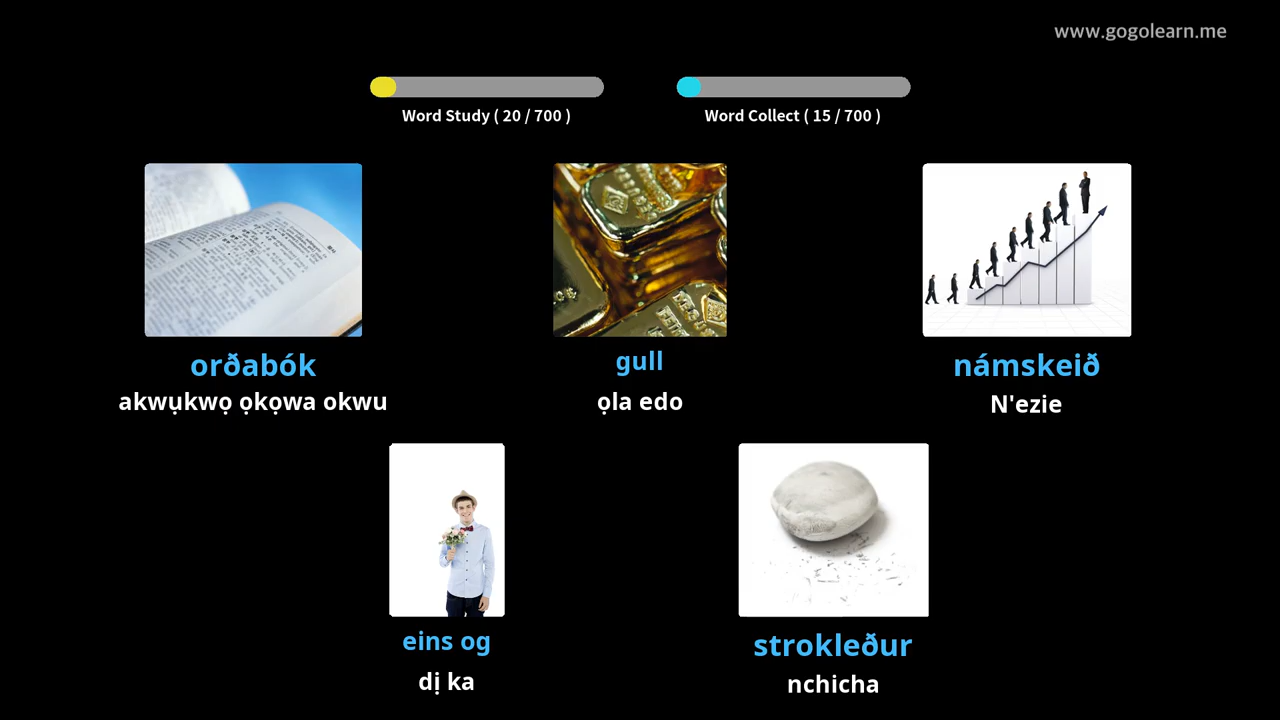 www.gogolearn.me
Word Study ( 20 / 700 )
Word Collect ( 15 / 700 )
orðabók
akwụkwọ ọkọwa okwu
gull
ọla edo
námskeið
N'ezie
eins og
dị ka
strokleður
nchicha